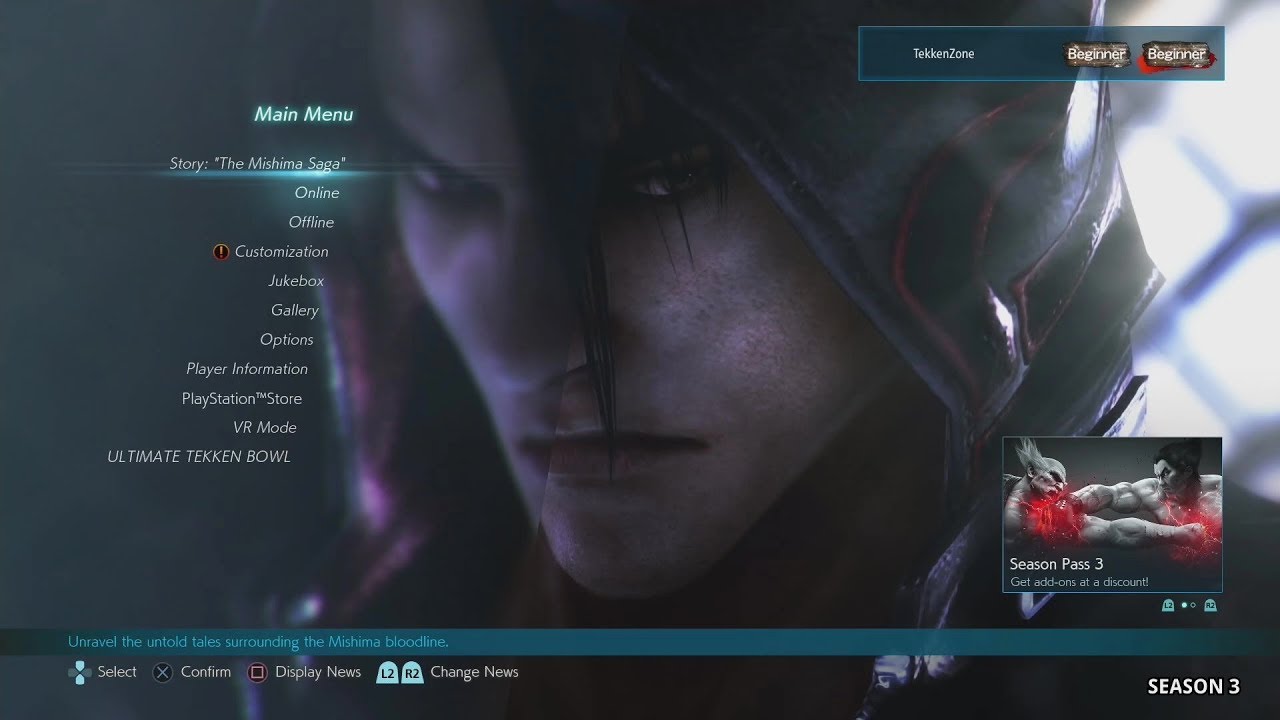 TekkenZone
Beginner
Beginner
Main Menu
Story: "The Mishima Saga"
Online
Offline
! Customization
Jukebox
Gallery
Options
Player Information
PlayStation™Store
VR Mode
ULTIMATE TEKKEN BOWL
Season Pass 3
Get add-ons at a discount!
L2 R2
Unravel the untold tales surrounding the Mishima bloodline.
Select Confirm Display News L2 R2 Change News
SEASON 3